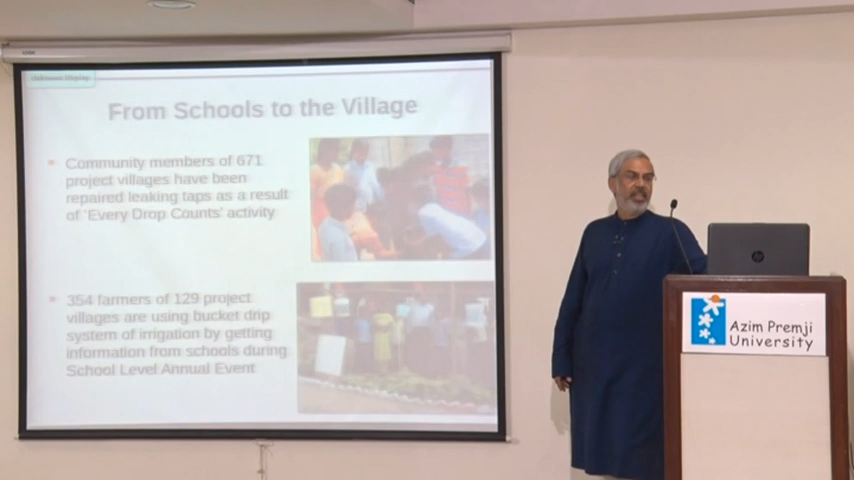 From Schools to the Village
Community members of 671
project villages have been
repaired leaking taps as a result
of 'Every Drop Counts' activity
354 farmers of 129 project
villages are using bucket drip
system of irrigation by getting
information from schools during
School Level Annual Event
hp
Azim Premji
University